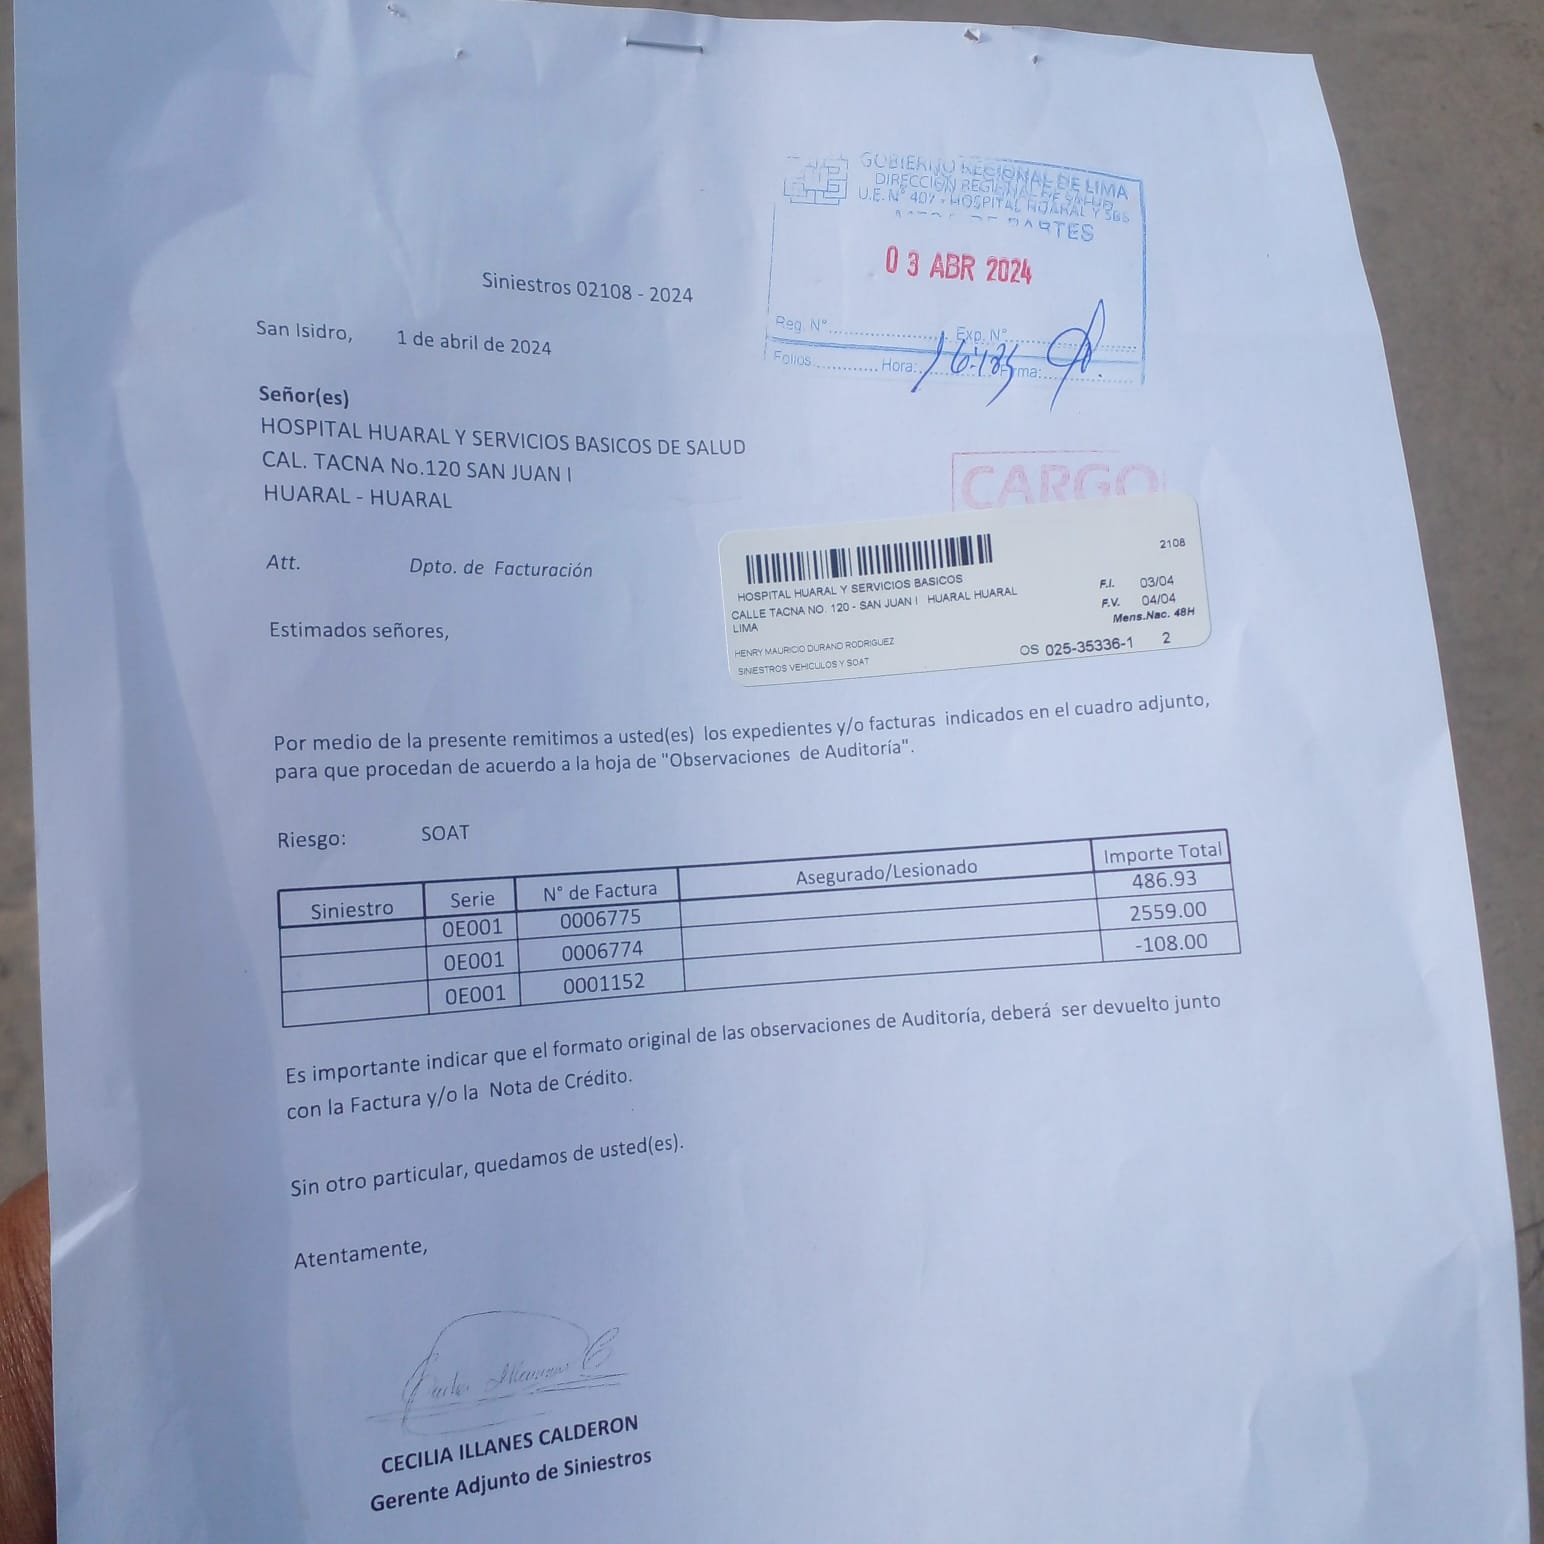 GOBIERNO REGIONAL DE LIMA
DIRECCIÓN REGIONAL DE SALUD
U.E. N° 407 - HOSPITAL HUARAL Y SBS
DE PARTES
03 ABR 2024
Reg. N°............... Exp. N°...............
Folios............ Hora:............ Firma:............
Siniestros 02108 - 2024
San Isidro, 1 de abril de 2024
Señor(es)
HOSPITAL HUARAL Y SERVICIOS BASICOS DE SALUD
CAL. TACNA No.120 SAN JUAN I
HUARAL - HUARAL
CARGO
Att. Dpto. de Facturación
2108
HOSPITAL HUARAL Y SERVICIOS BASICOS
CALLE TACNA NO. 120 - SAN JUAN I HUARAL HUARAL
LIMA
F.I. 03/04
F.V. 04/04
Mens.Nac. 48H
HENRY MAURICIO DURAND RODRIGUEZ
SINIESTROS VEHICULOS Y SOAT
OS 025-35336-1 2
Estimados señores,
Por medio de la presente remitimos a usted(es) los expedientes y/o facturas indicados en el cuadro adjunto,
para que procedan de acuerdo a la hoja de "Observaciones de Auditoría".
Riesgo: SOAT
Siniestro Serie N° de Factura Asegurado/Lesionado Importe Total
0E001 0006775 486.93
0E001 0006774 2559.00
0E001 0001152 -108.00
Es importante indicar que el formato original de las observaciones de Auditoría, deberá ser devuelto junto
con la Factura y/o la Nota de Crédito.
Sin otro particular, quedamos de usted(es).
Atentamente,
CECILIA ILLANES CALDERON
Gerente Adjunto de Siniestros